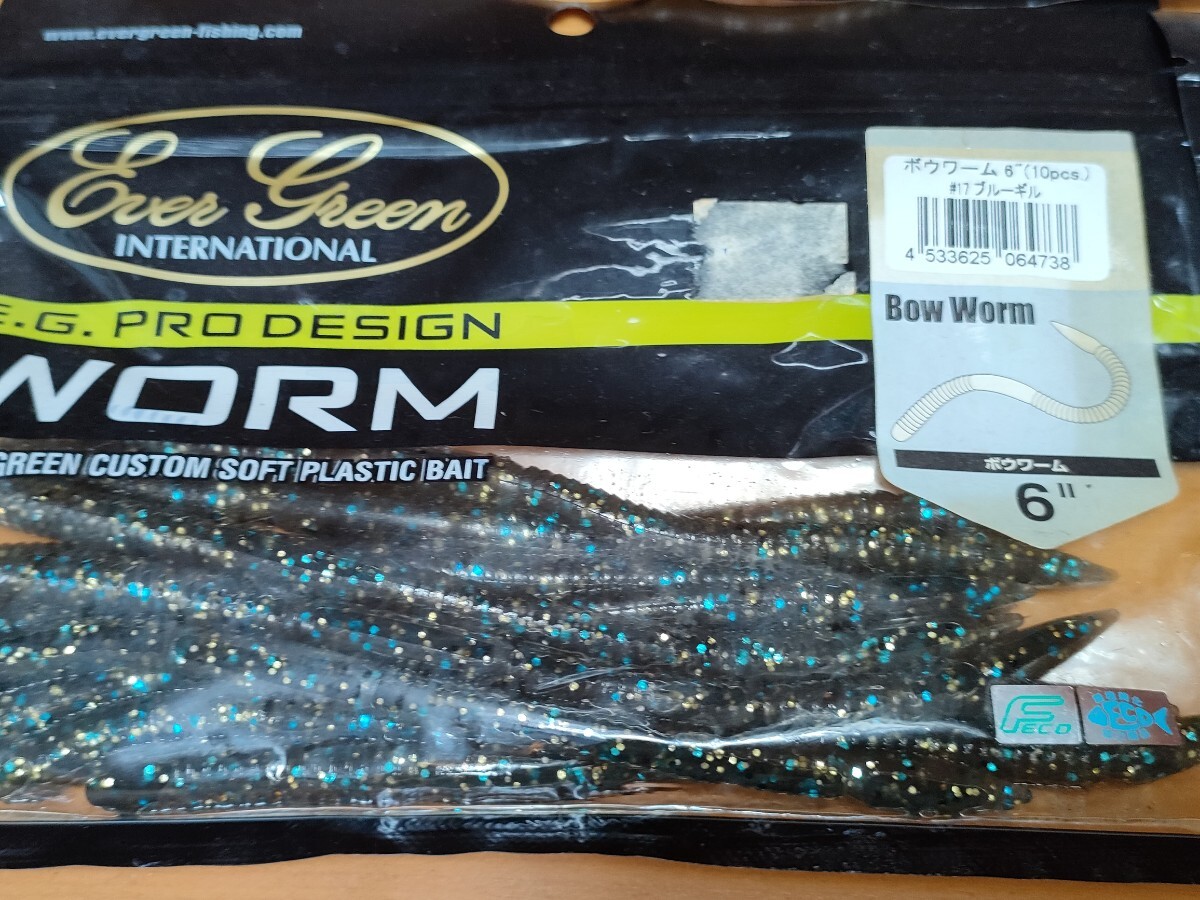 www.evergreen-fishing.com
Ever Green
INTERNATIONAL
E.G. PRO DESIGN
WORM
GREEN CUSTOM SOFT PLASTIC BAIT
ボウワーム 6"(10pcs.)
#17 ブルーギル
4 533625 064738
Bow Worm
ボウワーム
6"
FECO
ECO